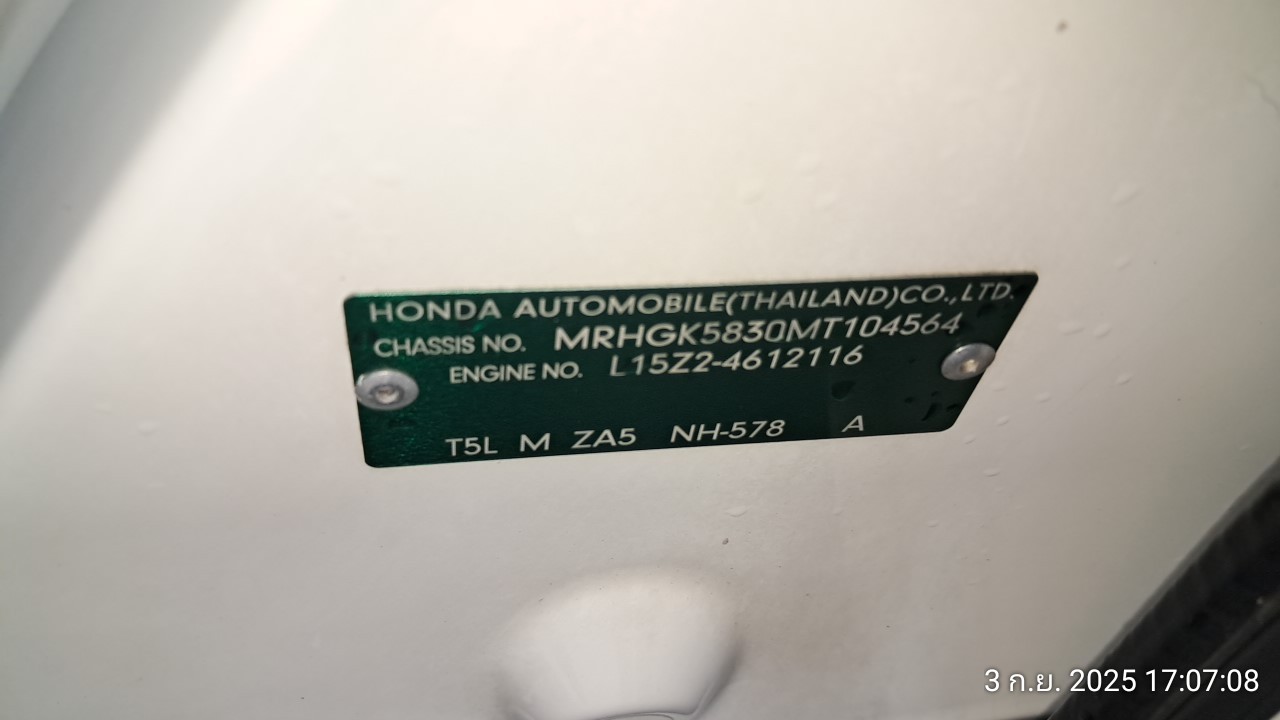 HONDA AUTOMOBILE(THAILAND)CO.,LTD.
CHASSIS NO. MRHGK5830MT104564
ENGINE NO. L15Z2-4612116
T5L M ZA5 NH-578 A
3 ก.ย. 2025 17:07:08